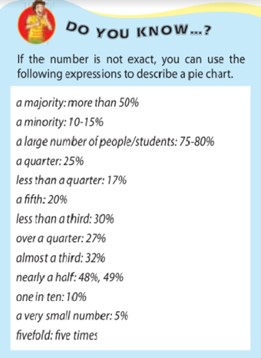 DO YOU KNOW...?
If the number is not exact, you can use the
following expressions to describe a pie chart.
a majority: more than 50%
a minority: 10-15%
a large number of people/students: 75-80%
a quarter: 25%
less than a quarter: 17%
a fifth: 20%
less than a third: 30%
over a quarter: 27%
almost a third: 32%
nearly a half: 48%, 49%
one in ten: 10%
a very small number: 5%
fivefold: five times